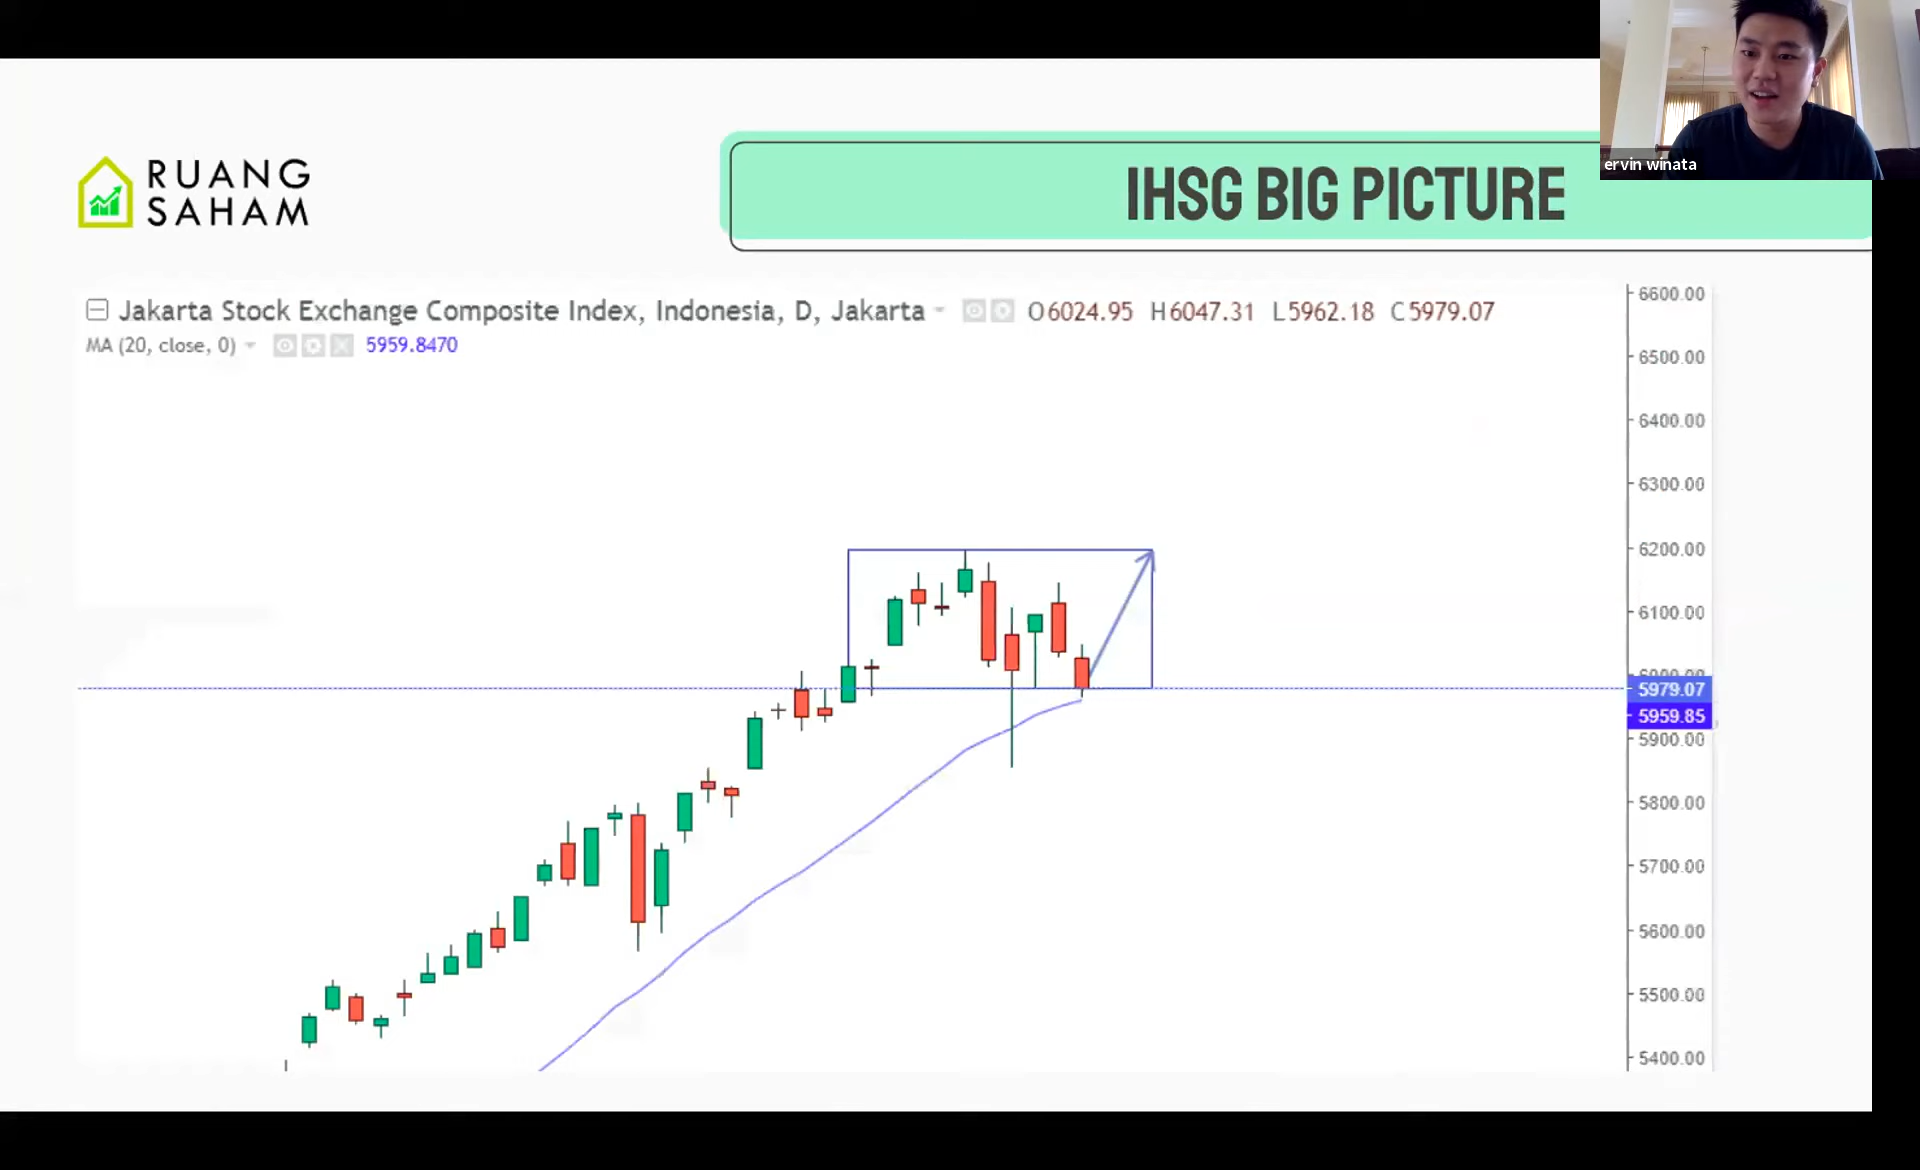 ervin winata
RUANG
SAHAM
IHSG BIG PICTURE
Jakarta Stock Exchange Composite Index, Indonesia, D, Jakarta O6024.95 H6047.31 L5962.18 C5979.07
MA (20, close, 0) 5959.8470
6600.00
6500.00
6400.00
6300.00
6200.00
6100.00
6000.00
5979.07
5959.85
5900.00
5800.00
5700.00
5600.00
5500.00
5400.00